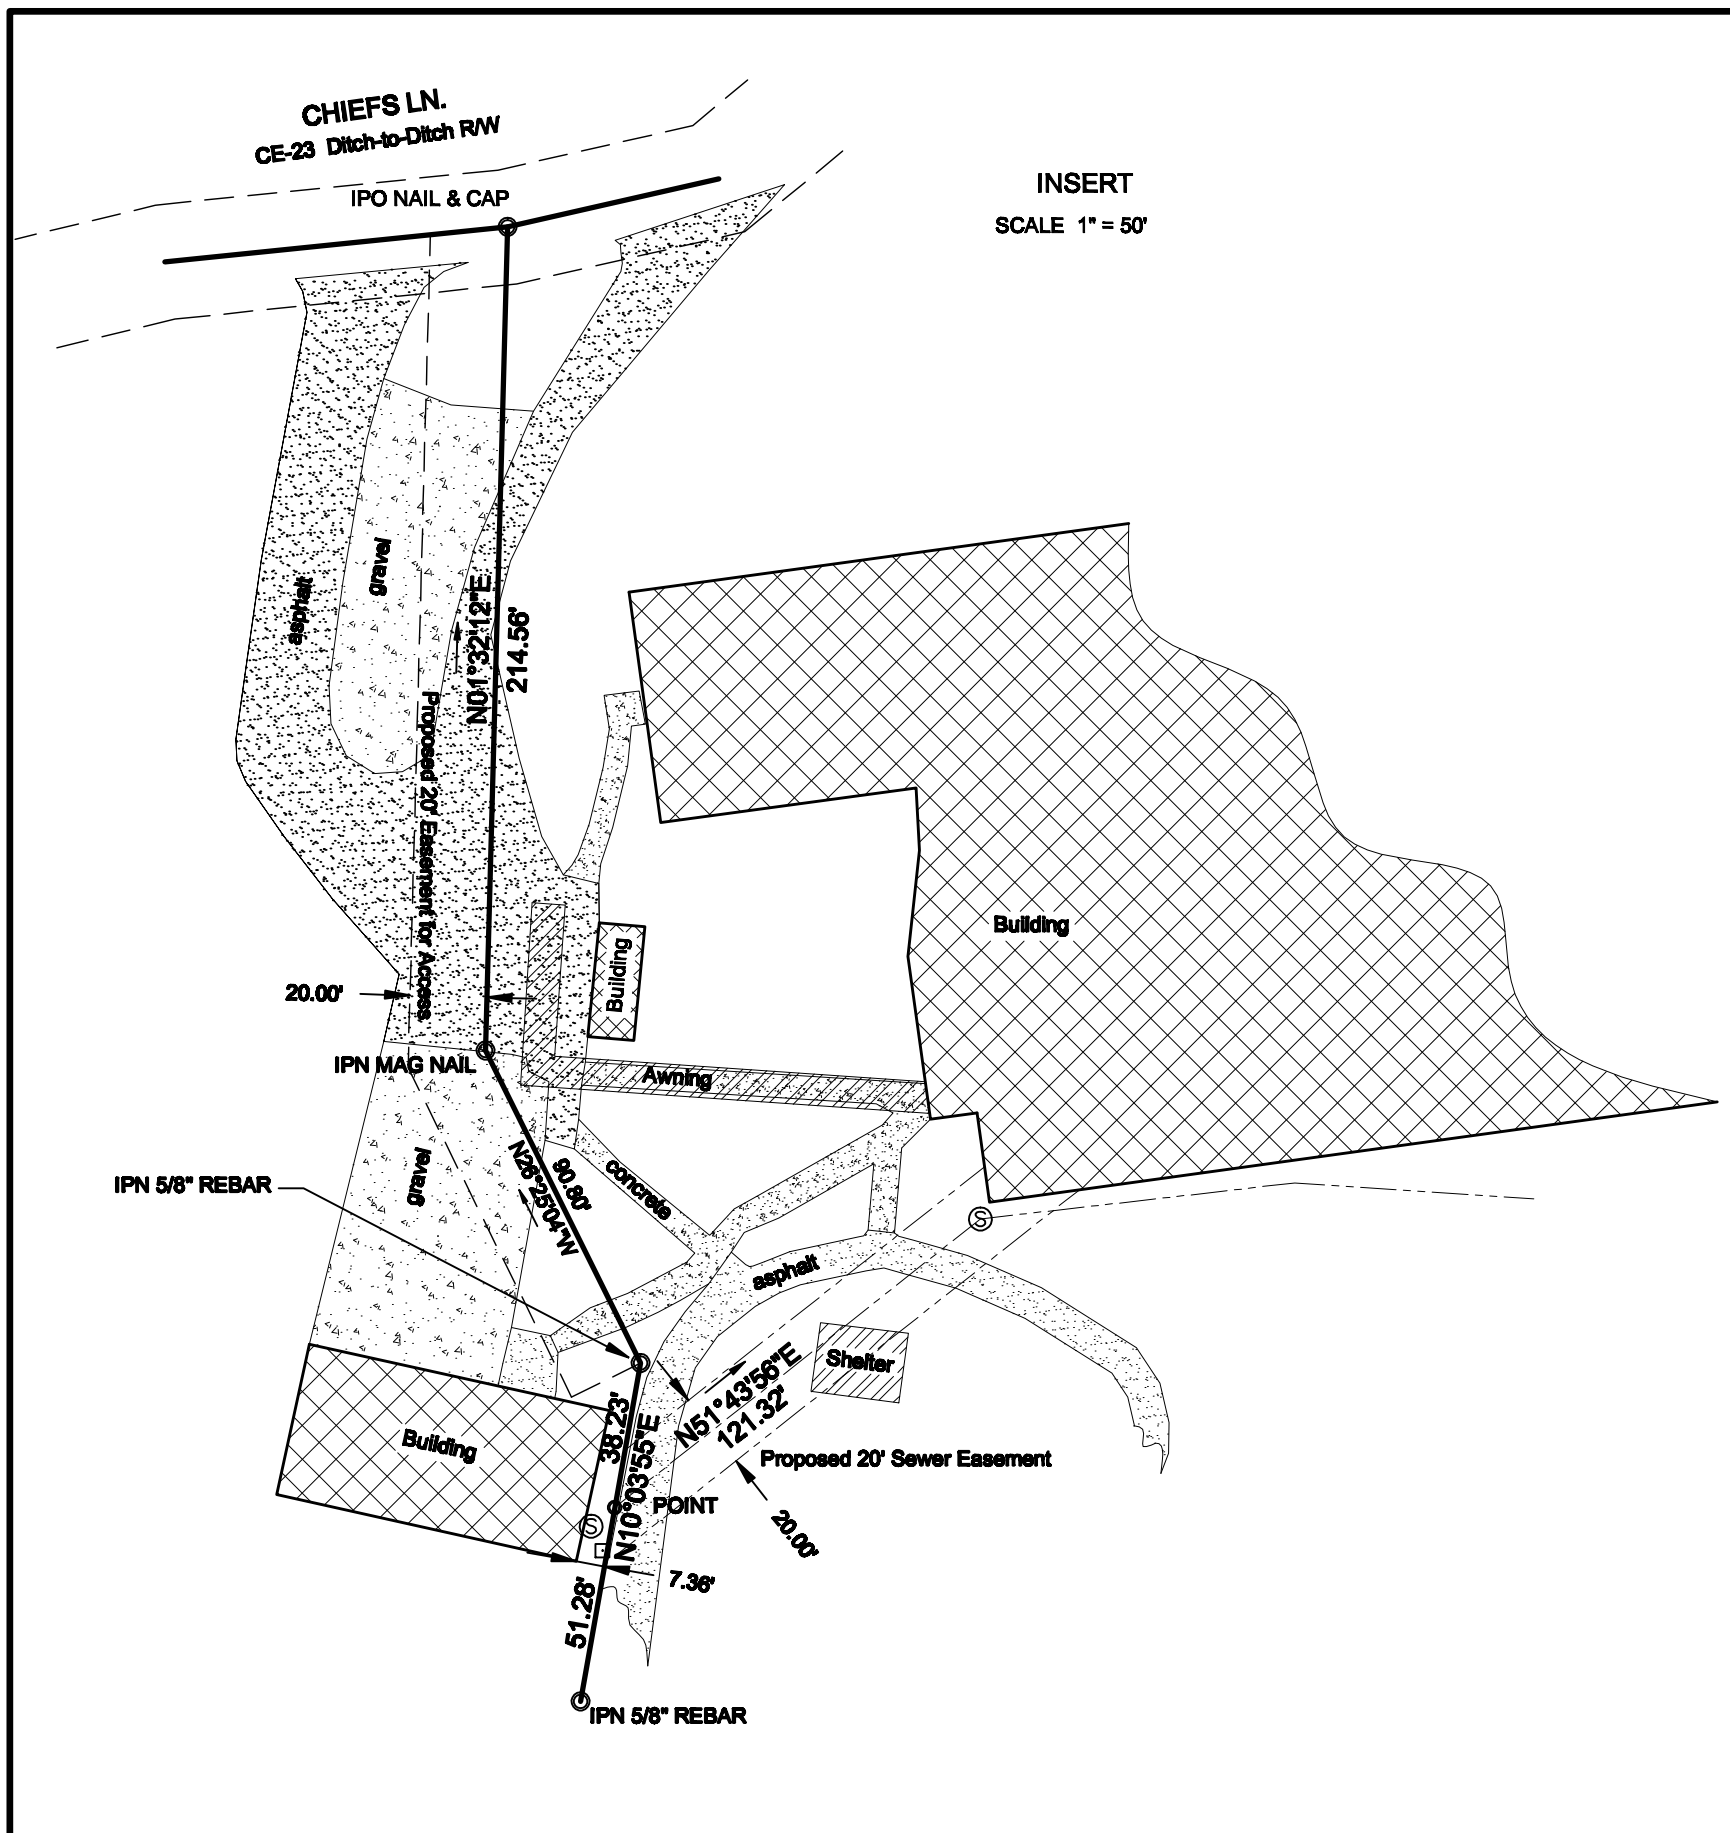 CHIEFS LN.
CE-23 Ditch-to-Ditch R/W
IPO NAIL & CAP
INSERT
SCALE 1" = 50'
asphalt
gravel
N01°32'12"E
214.56'
Proposed 20' Easement for Access
20.00'
Building
Building
IPN MAG NAIL
Awning
IPN 5/8" REBAR
gravel
N26°25'04"W
90.80'
concrete
S
asphalt
Shelter
N51°43'56"E
121.32'
Building
38.23'
N10°03'55"E
Proposed 20' Sewer Easement
POINT
S
20.00'
7.36'
51.28'
IPN 5/8" REBAR